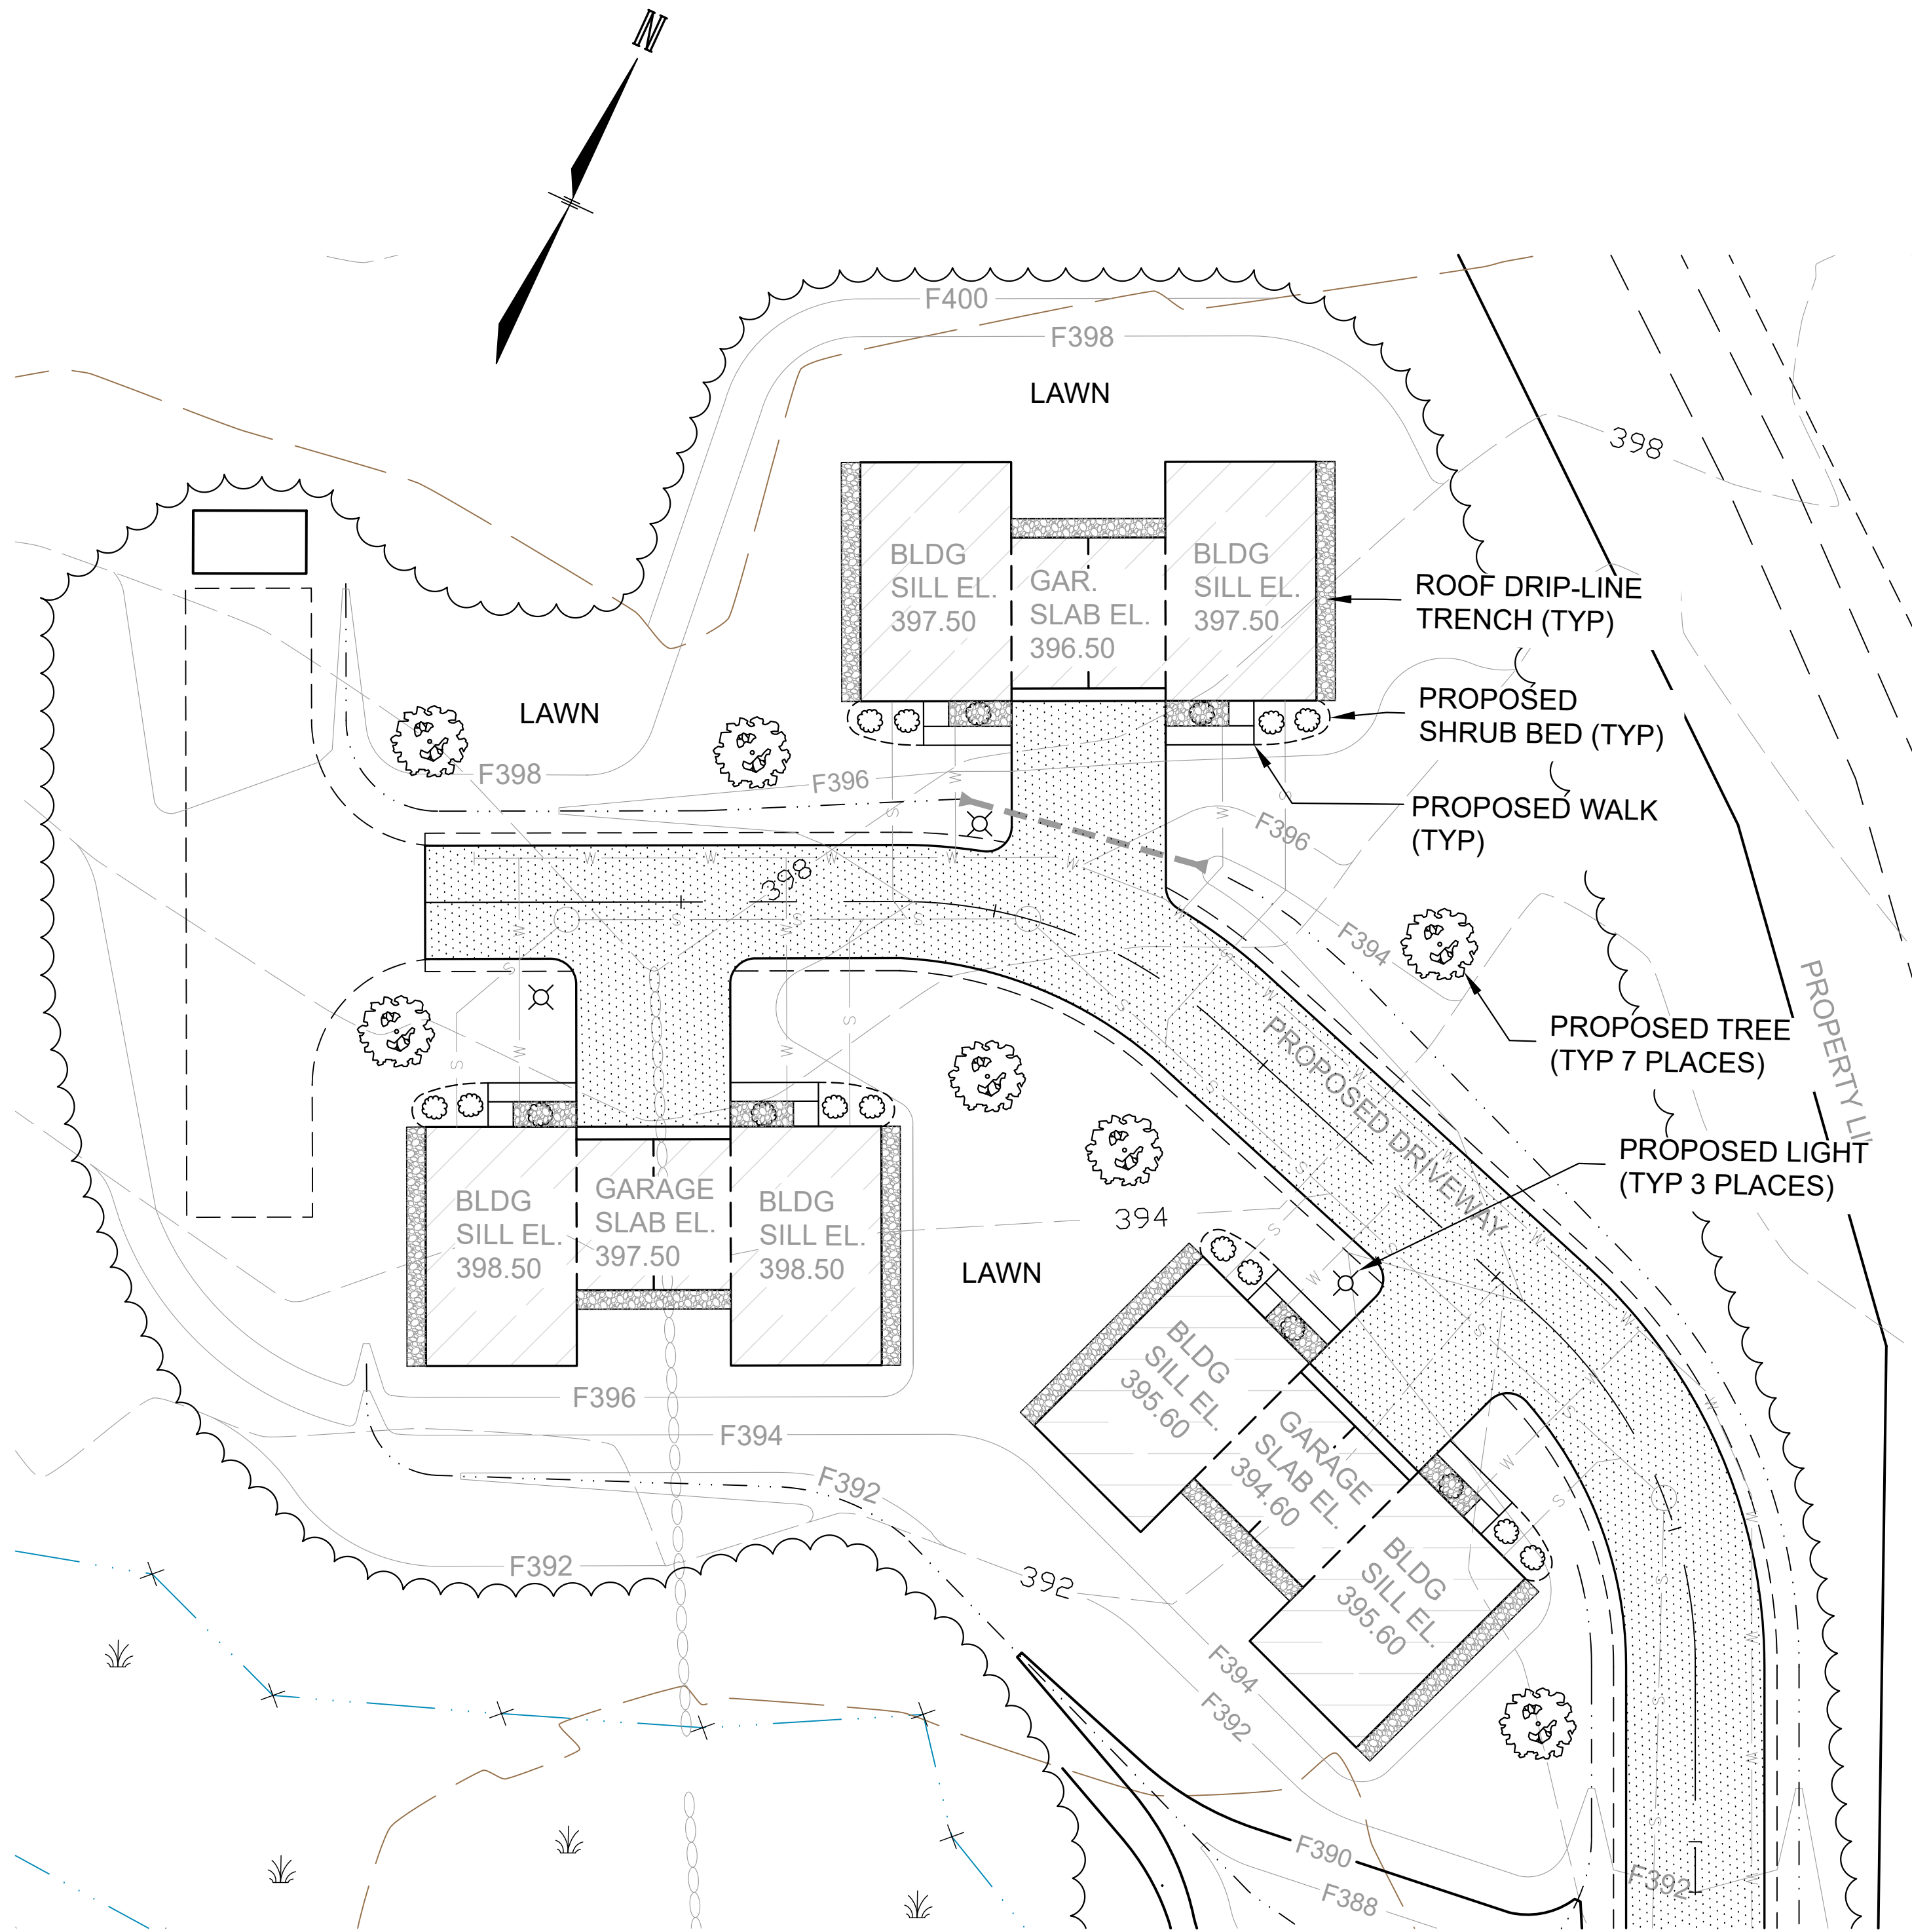 N
F400
F398
LAWN
398
BLDG
SILL EL.
397.50
GAR.
SLAB EL.
396.50
BLDG
SILL EL.
397.50
ROOF DRIP-LINE
TRENCH (TYP)
PROPOSED
SHRUB BED (TYP)
PROPOSED WALK
(TYP)
LAWN
F398
F396
F396
398
F394
PROPERTY LI
PROPOSED TREE
(TYP 7 PLACES)
PROPOSED DRIVEWAY
PROPOSED LIGHT
(TYP 3 PLACES)
BLDG
SILL EL.
398.50
GARAGE
SLAB EL.
397.50
BLDG
SILL EL.
398.50
394
LAWN
BLDG
SILL EL.
395.60
GARAGE
SLAB EL.
394.60
BLDG
SILL EL.
395.60
F396
F394
F392
F392
392
F394
F392
F390
F388
F392